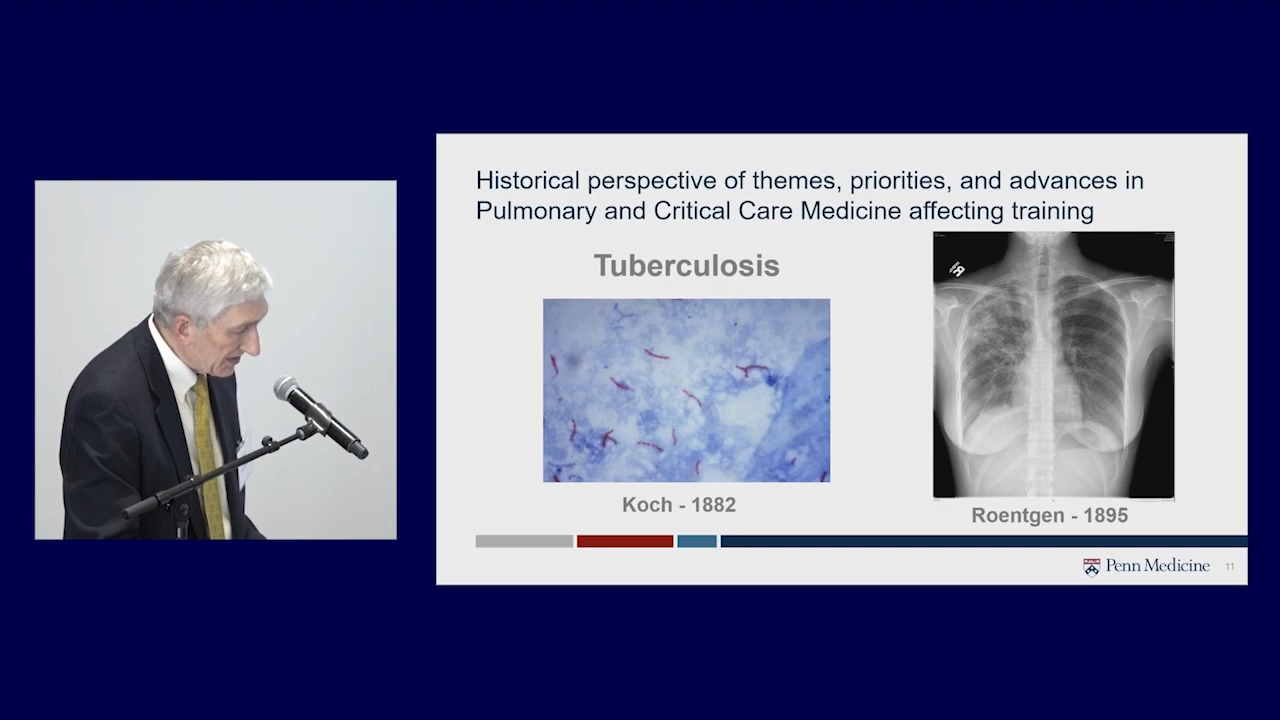 Historical perspective of themes, priorities, and advances in
Pulmonary and Critical Care Medicine affecting training
Tuberculosis
R
Koch - 1882
Roentgen - 1895
Penn Medicine
11